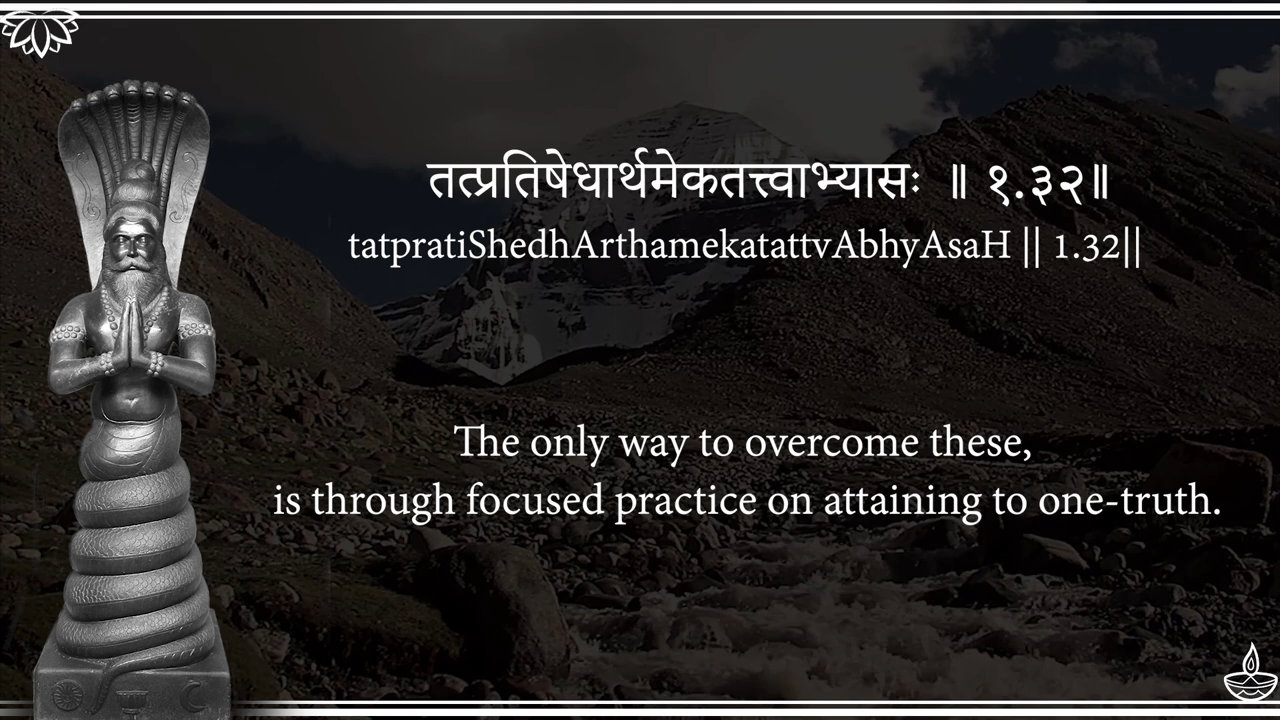 तत्प्रतिषेधार्थमेकतत्त्वाभ्यासः ॥ १.३२॥
tatpratiShedhArthamekatattvAbhyAsaH || 1.32||
The only way to overcome these,
is through focused practice on attaining to one-truth.